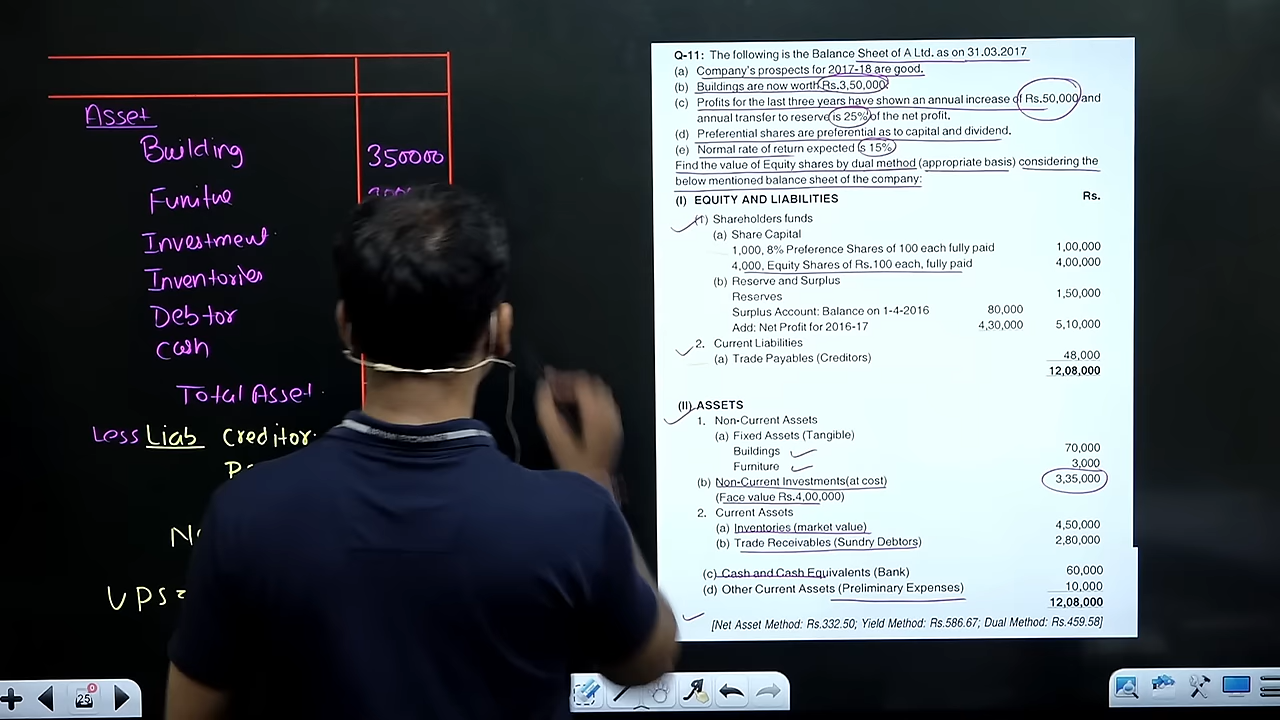 Asset
Building 350000
Funitue
Investment
Inventories
Debtor
Cash
Total Asset
Less Liab Creditor
UPS=
Q-11: The following is the Balance Sheet of A Ltd. as on 31.03.2017
(a) Company's prospects for 2017-18 are good.
(b) Buildings are now worth Rs.3,50,000.
(c) Profits for the last three years have shown an annual increase of Rs.50,000 and
annual transfer to reserve is 25% of the net profit.
(d) Preferential shares are preferential as to capital and dividend.
(e) Normal rate of return expected is 15%
Find the value of Equity shares by dual method (appropriate basis) considering the
below mentioned balance sheet of the company:
(I) EQUITY AND LIABILITIES Rs.
(1) Shareholders funds
(a) Share Capital
1,000, 8% Preference Shares of 100 each fully paid 1,00,000
4,000, Equity Shares of Rs.100 each, fully paid 4,00,000
(b) Reserve and Surplus
Reserves 1,50,000
Surplus Account: Balance on 1-4-2016 80,000
Add: Net Profit for 2016-17 4,30,000 5,10,000
2. Current Liabilities
(a) Trade Payables (Creditors) 48,000
12,08,000
(II) ASSETS
1. Non-Current Assets
(a) Fixed Assets (Tangible)
Buildings 70,000
Furniture 3,000
(b) Non-Current Investments(at cost) 3,35,000
(Face value Rs.4,00,000)
2. Current Assets
(a) Inventories (market value) 4,50,000
(b) Trade Receivables (Sundry Debtors) 2,80,000
(c) Cash and Cash Equivalents (Bank) 60,000
(d) Other Current Assets (Preliminary Expenses) 10,000
12,08,000
[Net Asset Method: Rs.332.50; Yield Method: Rs.586.67; Dual Method: Rs.459.58]
25
0